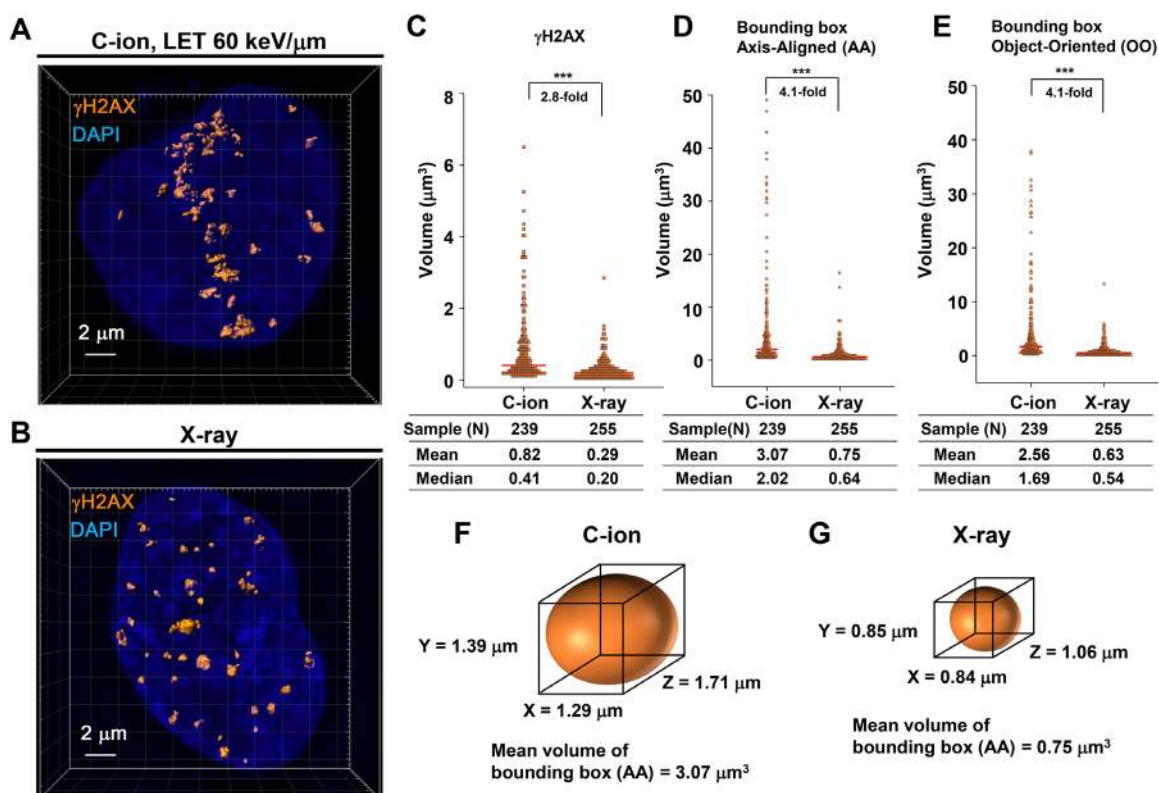 A
C-ion, LET 60 keV/μm
γH2AX
DAPI
2 μm
B
X-ray
γH2AX
DAPI
2 μm
C
γH2AX
***
2.8-fold
Volume (μm³)
8
6
4
2
0
C-ion X-ray
Sample (N) 239 255
Mean 0.82 0.29
Median 0.41 0.20
D
Bounding box
Axis-Aligned (AA)
***
4.1-fold
Volume (μm³)
50
40
30
20
10
0
C-ion X-ray
Sample(N) 239 255
Mean 3.07 0.75
Median 2.02 0.64
E
Bounding box
Object-Oriented (OO)
***
4.1-fold
Volume (μm³)
50
40
30
20
10
0
C-ion X-ray
Sample (N) 239 255
Mean 2.56 0.63
Median 1.69 0.54
F
C-ion
Y = 1.39 μm
Z = 1.71 μm
X = 1.29 μm
Mean volume of
bounding box (AA) = 3.07 μm³
G
X-ray
Y = 0.85 μm
Z = 1.06 μm
X = 0.84 μm
Mean volume of
bounding box (AA) = 0.75 μm³